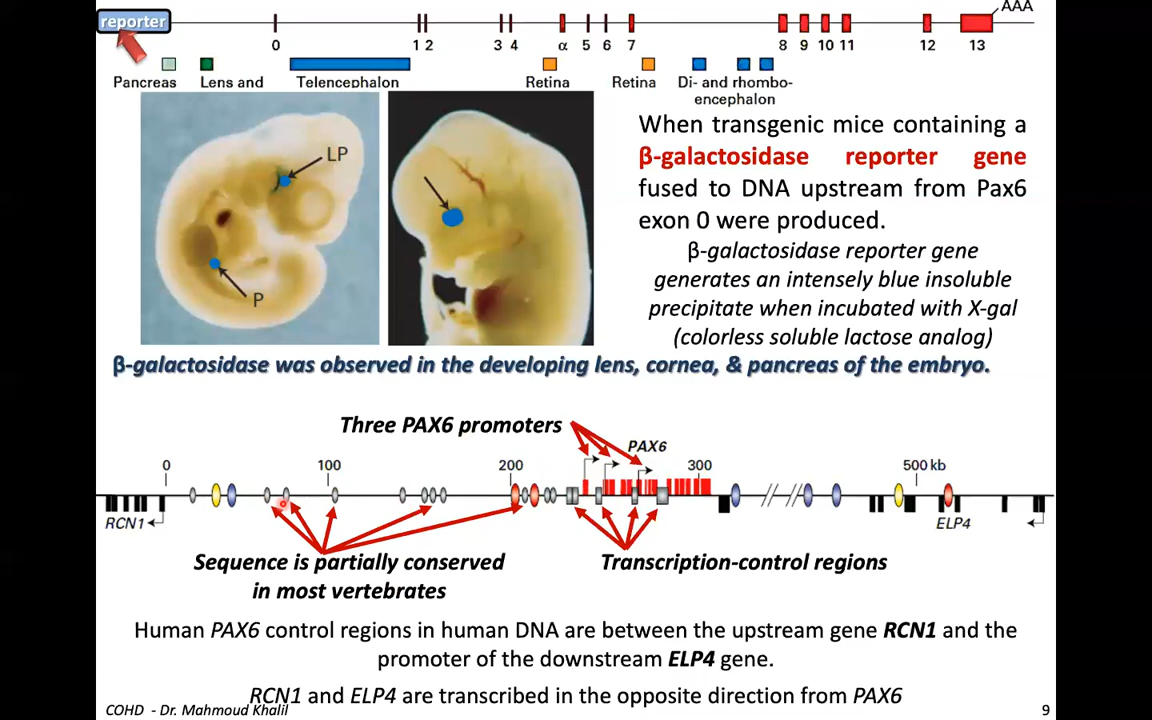 reporter
AAA
0 1 2 3 4 α 5 6 7 8 9 10 11 12 13
Pancreas Lens and Telencephalon Retina Retina Di- and rhombo-
encephalon
LP
P
When transgenic mice containing a
β-galactosidase reporter gene
fused to DNA upstream from Pax6
exon 0 were produced.
β-galactosidase reporter gene
generates an intensely blue insoluble
precipitate when incubated with X-gal
(colorless soluble lactose analog)
β-galactosidase was observed in the developing lens, cornea, & pancreas of the embryo.
Three PAX6 promoters
PAX6
0 100 200 300 500 kb
RCN1
ELP4
Sequence is partially conserved
in most vertebrates
Transcription-control regions
Human PAX6 control regions in human DNA are between the upstream gene RCN1 and the
promoter of the downstream ELP4 gene.
RCN1 and ELP4 are transcribed in the opposite direction from PAX6
COHD - Dr. Mahmoud Khalil
9